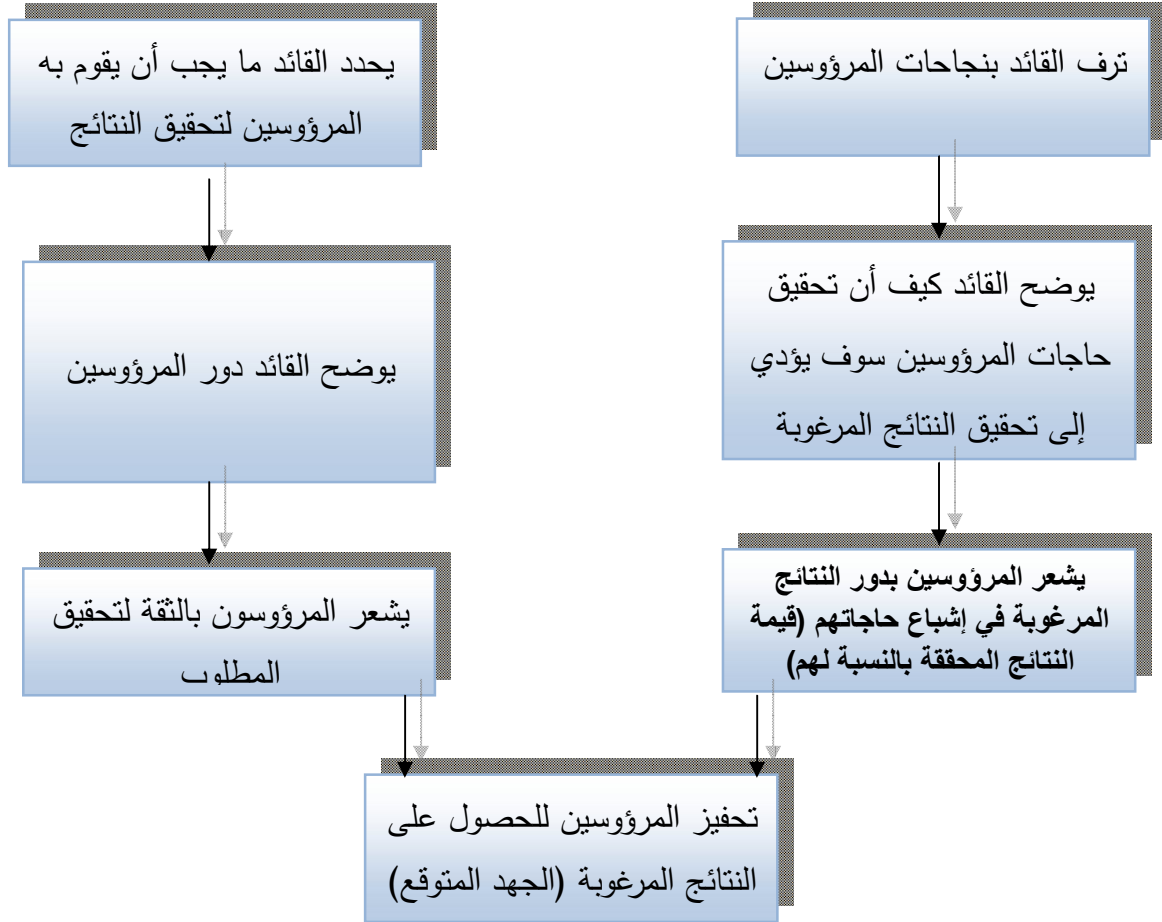 ترف القائد بنجاحات المرؤوسين
يحدد القائد ما يجب أن يقوم به
المرؤوسين لتحقيق النتائج
يوضح القائد كيف أن تحقيق
حاجات المرؤوسين سوف يؤدي
إلى تحقيق النتائج المرغوبة
يوضح القائد دور المرؤوسين
يشعر المرؤوسين بدور النتائج
المرغوبة في إشباع حاجاتهم (قيمة
النتائج المحققة بالنسبة لهم)
يشعر المرؤوسون بالثقة لتحقيق
المطلوب
تحفيز المرؤوسين للحصول على
النتائج المرغوبة (الجهد المتوقع)